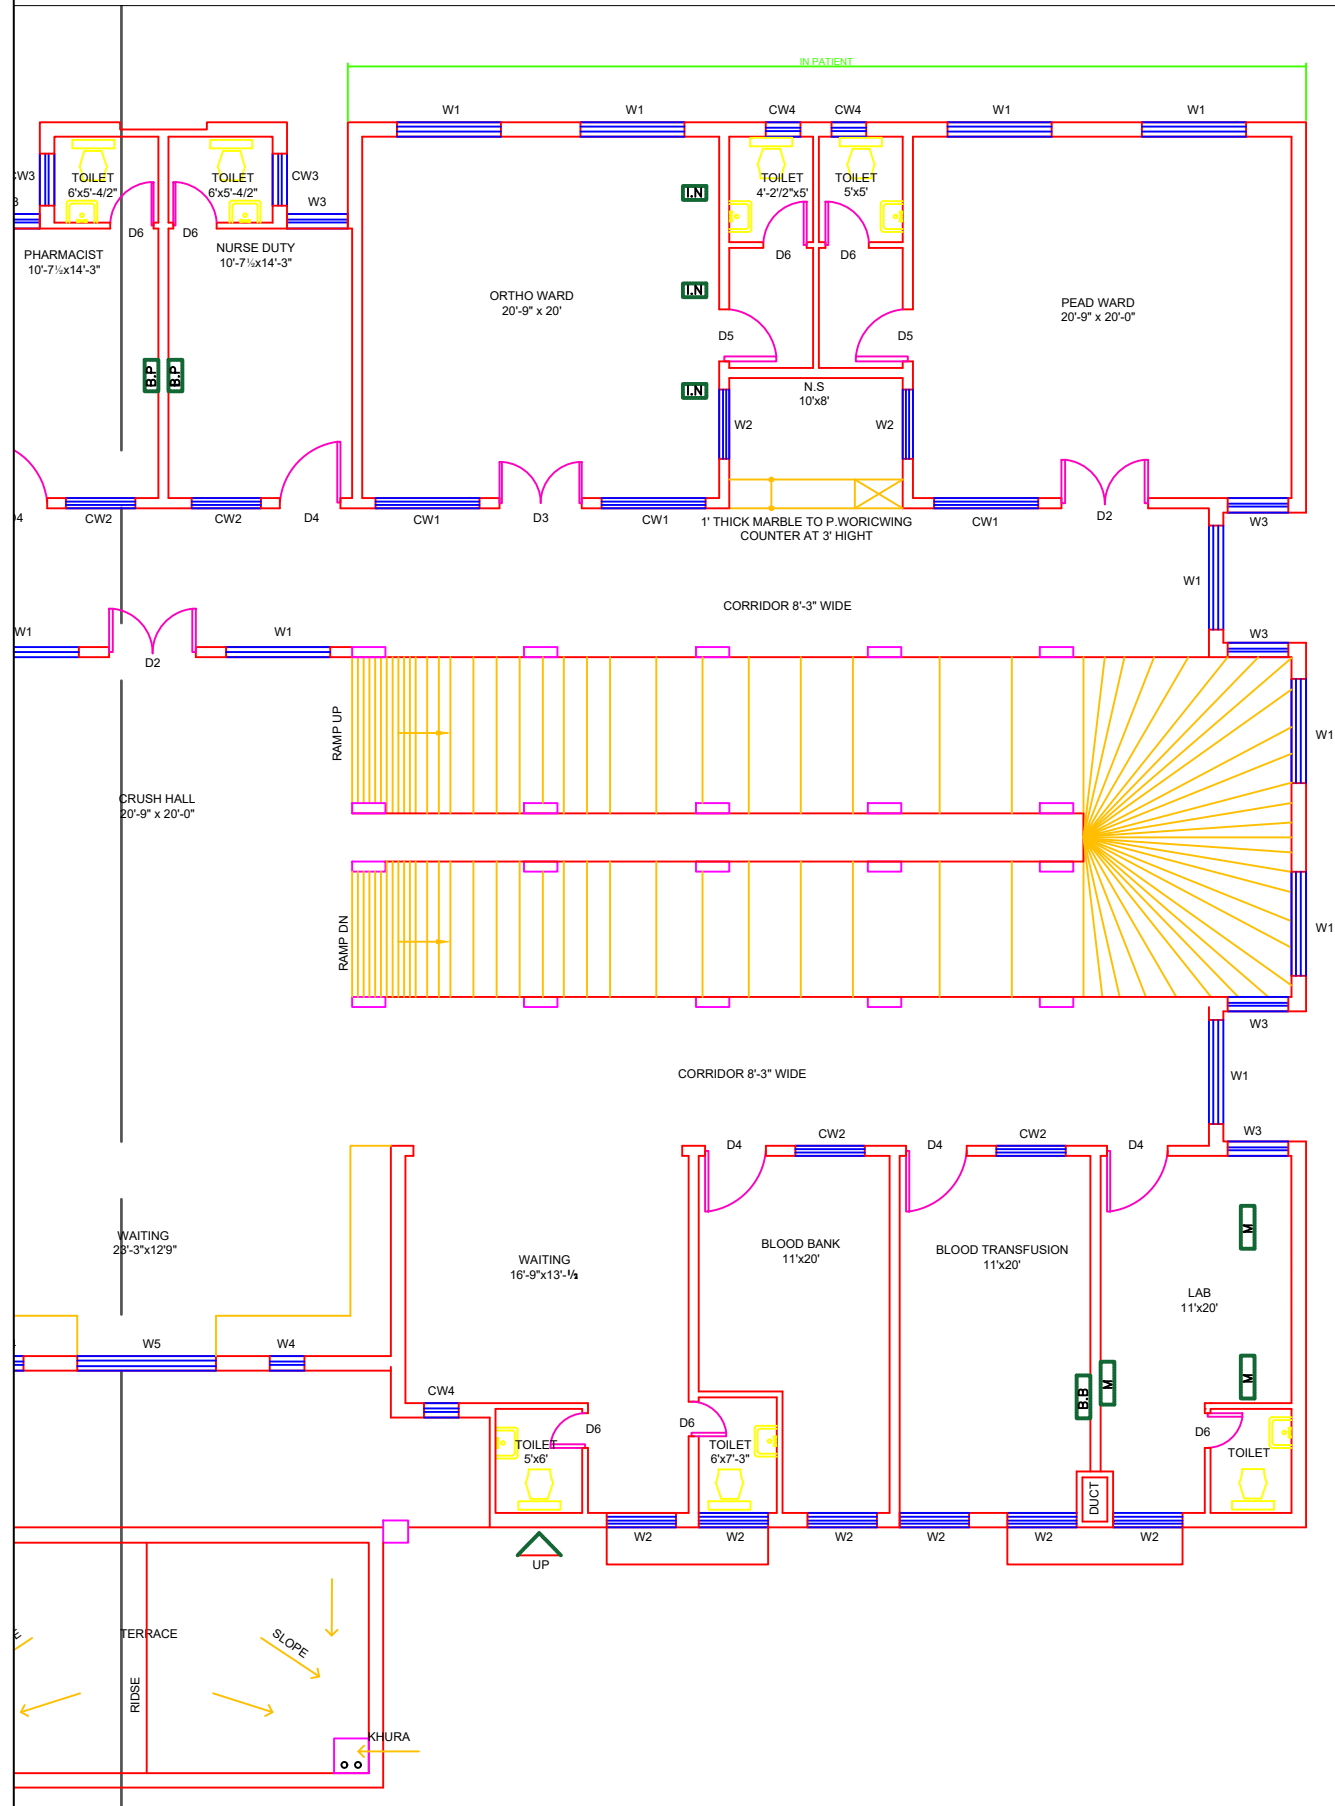 IN PATIENT
W1
W1
CW4
CW4
W1
W1
CW3
TOILET
6'x5'-4/2"
TOILET
6'x5'-4/2"
CW3
W3
TOILET
4'-2'/2"x5'
TOILET
5'x5'
I.N
D6
D6
D6
D6
PHARMACIST
10'-7½x14'-3"
NURSE DUTY
10'-7½x14'-3"
I.N
ORTHO WARD
20'-9" x 20'
PEAD WARD
20'-9" x 20'-0"
D5
D5
B.P
B.P
I.N
N.S
10'x8'
W2
W2
CW2
CW2
D4
CW1
D3
CW1
1' THICK MARBLE TO P.WORICWING
COUNTER AT 3' HIGHT
CW1
D2
W3
W1
CORRIDOR 8'-3" WIDE
W1
D2
W1
W3
RAMP UP
W1
CRUSH HALL
20'-9" x 20'-0"
RAMP DN
W1
W3
CORRIDOR 8'-3" WIDE
W1
D4
CW2
D4
CW2
D4
W3
WAITING
23'-3"x12'9"
WAITING
16'-9"x13'-½
BLOOD BANK
11'x20'
BLOOD TRANSFUSION
11'x20'
M
LAB
11'x20'
W5
W4
B.B
M
M
CW4
D6
D6
D6
TOILET
5'x6'
TOILET
6'x7'-3"
TOILET
DUCT
UP
W2
W2
W2
W2
W2
W2
TERRACE
SLOPE
RIDSE
KHURA